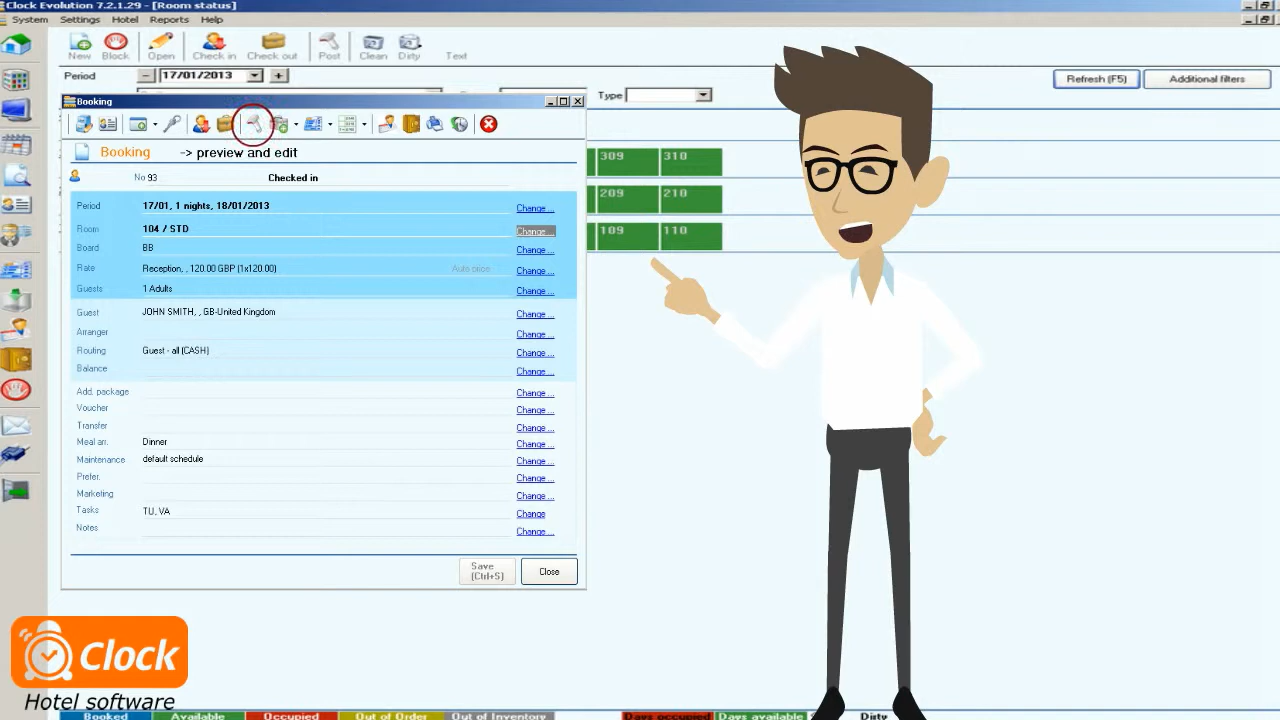 Clock Evolution 7.2.1.29 - [Room status]
System Settings Hotel Reports Help
New Block Open Check in Check out Post Clean Dirty Text
Period 17/01/2013
Refresh (F5) Additional filters
Type
Booking
Booking -> preview and edit
No 93 Checked in
Period 17/01, 1 nights, 18/01/2013 Change ...
Room 104 / STD Change ...
Board BB Change ...
Rate Reception, , 120.00 GBP (1x120.00) Auto price Change ...
Guests 1 Adults Change ...
Guest JOHN SMITH, , GB-United Kingdom Change ...
Arranger Change ...
Routing Guest - all (CASH) Change ...
Balance Change ...
Add. package Change ...
Voucher Change ...
Transfer Change ...
Meal arr. Dinner Change ...
Maintenance default schedule Change ...
Prefer. Change ...
Marketing Change ...
Tasks TU, VA Change
Notes Change ...
Save (Ctrl+S) Close
309 310
209 210
109 110
Clock
Hotel software
Booked Available Occupied Out of Order Out of Inventory Days occupied Days available Dirty